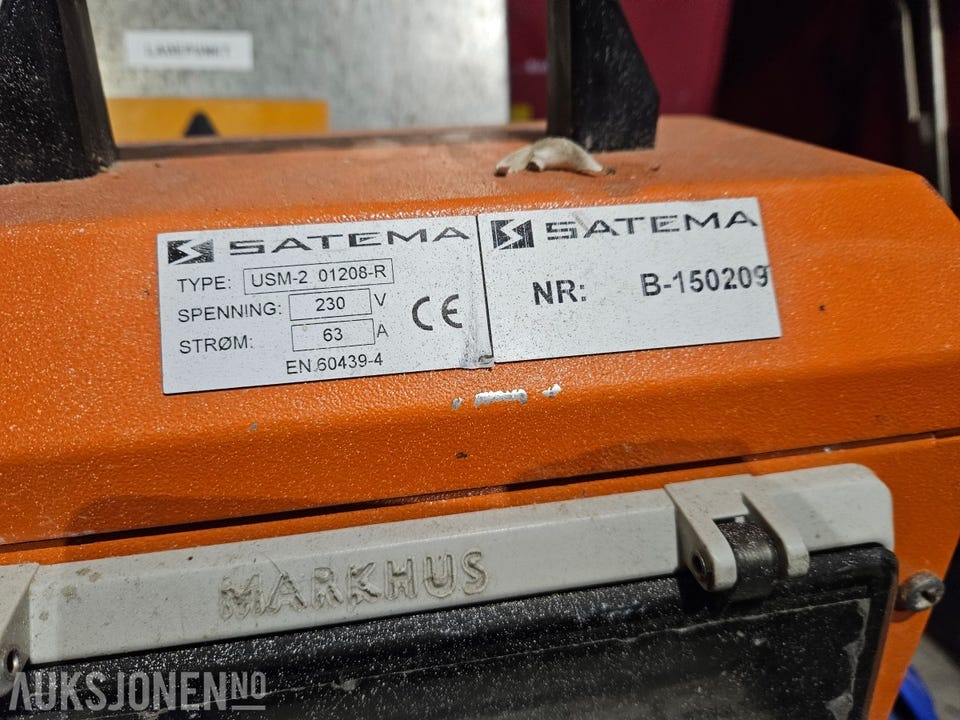 LADEPUNKT
SATEMA
TYPE: USM-2 01208-R
SPENNING: 230 V
STRØM: 63 A
CE
EN 60439-4
SATEMA
NR: B-150209
MARKHUS
AUKSJONEN NO